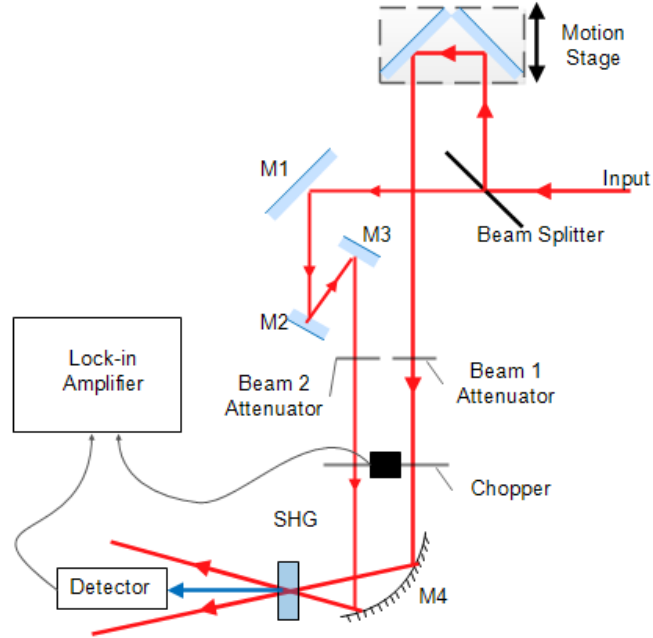 Motion
Stage
M1
Input
M3
Beam Splitter
M2
Lock-in
Amplifier
Beam 2
Attenuator
Beam 1
Attenuator
Chopper
SHG
Detector
M4